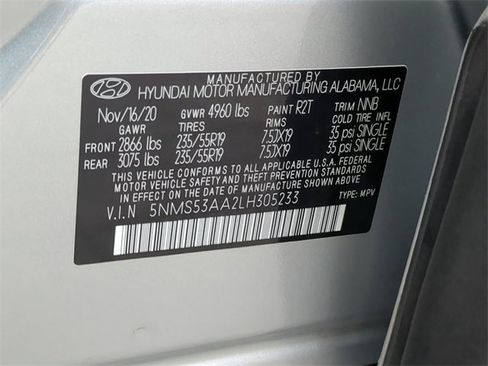 MANUFACTURED BY
HYUNDAI MOTOR MANUFACTURING ALABAMA, LLC
Nov/16/20 GVWR 4960 lbs PAINT R2T TRIM NNB
GAWR TIRES RIMS COLD TIRE INFL
FRONT 2866 lbs 235/55R19 7.5JX19 35 psi SINGLE
REAR 3075 lbs 235/55R19 7.5JX19 35 psi SINGLE
THIS VEHICLE CONFORMS TO ALL APPLICABLE U.S.A. FEDERAL
MOTOR VEHICLE SAFETY, BUMPER, AND THEFT PREVENTION STANDARDS
IN EFFECT ON THE DATE OF MANUFACTURE SHOWN ABOVE.
V.I.N 5NMS53AA2LH305233 TYPE: MPV